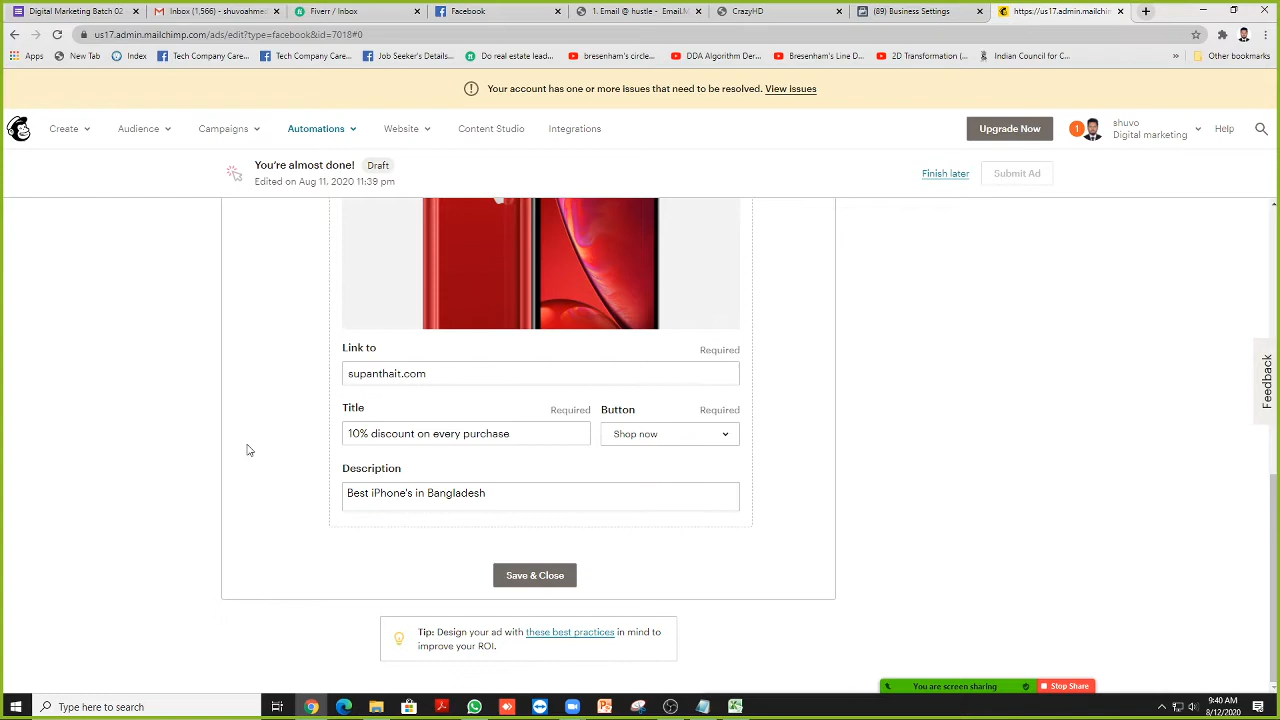 Digital Marketing Batch 02
Inbox (1,566) - shuvoahmes
Fiverr / Inbox
Facebook
1. Email @ hustle - Email.M
CrazyHD
(89) Business Settings
https://us17.admin.mailchim
us17.admin.mailchimp.com/ads/edit?type=facebook&id=7018#0
Apps
New Tab
Index
Tech Company Care...
Tech Company Care...
Job Seeker's Details...
Do real estate lead...
bresenham's circle...
DDA Algorithm Der...
Bresenham's Line D...
2D Transformation (...
Indian Council for C...
»
Other bookmarks
Your account has one or more issues that need to be resolved. View issues
Create
Audience
Campaigns
Automations
Website
Content Studio
Integrations
Upgrade Now
1
shuvo
Digital marketing
Help
You're almost done! Draft
Edited on Aug 11, 2020 11:39 pm
Finish later
Submit Ad
Link to
Required
supanthait.com
Title
Required
Button
Required
10% discount on every purchase
Shop now
Description
Best iPhone's in Bangladesh
Save & Close
Tip: Design your ad with these best practices in mind to
improve your ROI.
Feedback
You are screen sharing
Stop Share
Type here to search
9:40 AM
8/12/2020